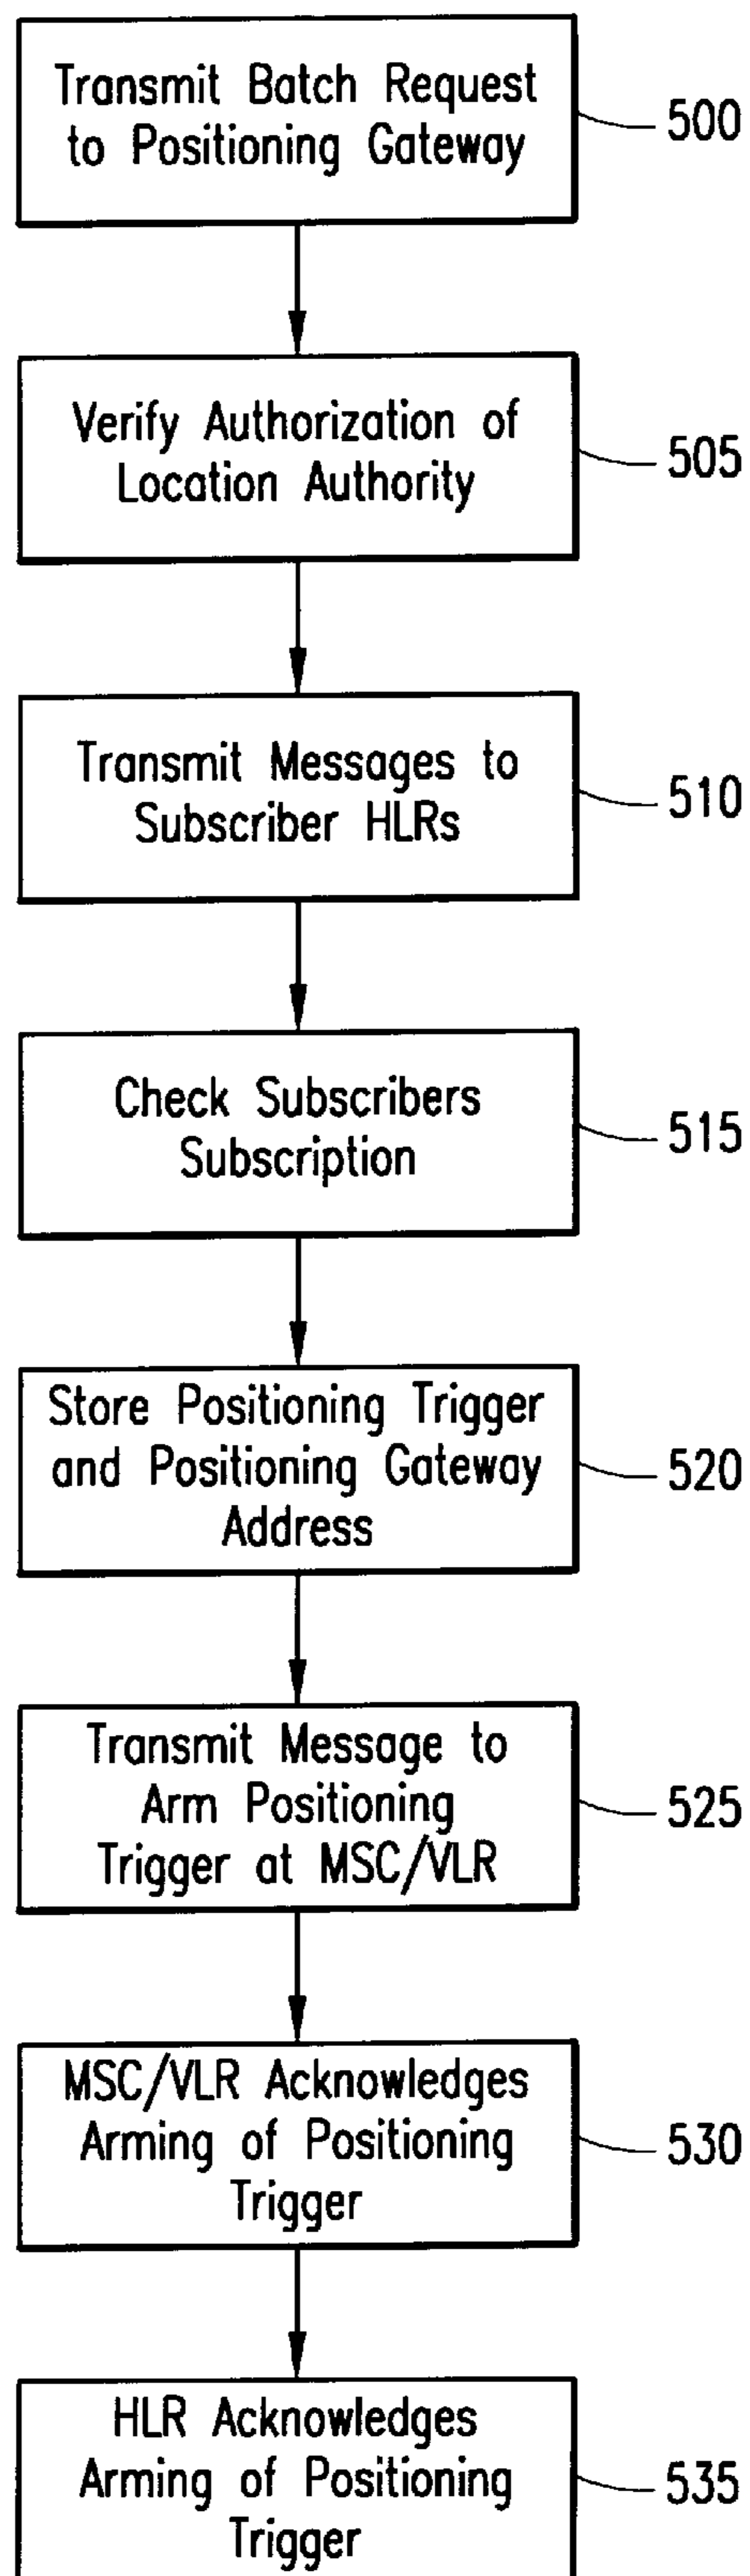 Transmit Batch Request
to Positioning Gateway
500
Verify Authorization of
Location Authority
505
Transmit Messages to
Subscriber HLRs
510
Check Subscribers
Subscription
515
Store Positioning Trigger
and Positioning Gateway
Address
520
Transmit Message to
Arm Positioning
Trigger at MSC/VLR
525
MSC/VLR Acknowledges
Arming of Positioning
Trigger
530
HLR Acknowledges
Arming of Positioning
Trigger
535